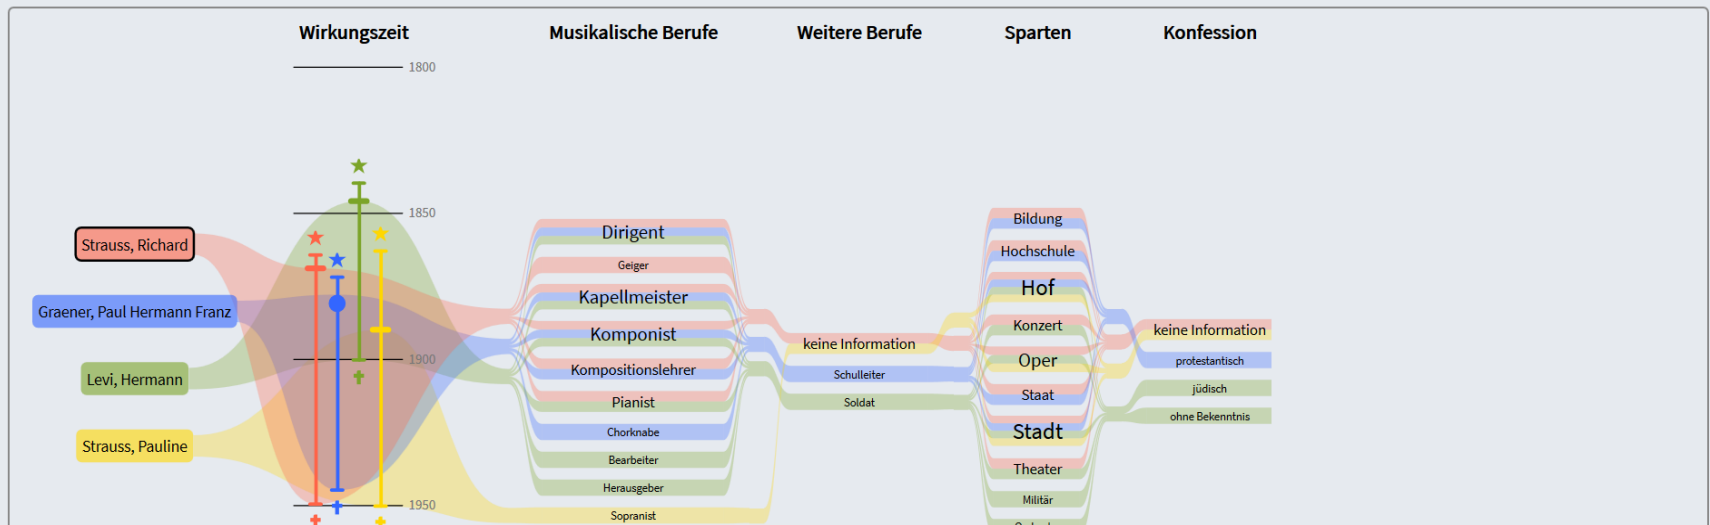 Wirkungszeit Musikalische Berufe Weitere Berufe Sparten Konfession
1800
1850
1900
1950
Strauss, Richard
Graener, Paul Hermann Franz
Levi, Hermann
Strauss, Pauline
Dirigent
Geiger
Kapellmeister
Komponist
Kompositionslehrer
Pianist
Chorknabe
Bearbeiter
Herausgeber
Sopranist
keine Information
Schulleiter
Soldat
Bildung
Hochschule
Hof
Konzert
Oper
Staat
Stadt
Theater
Militär
keine Information
protestantisch
jüdisch
ohne Bekenntnis